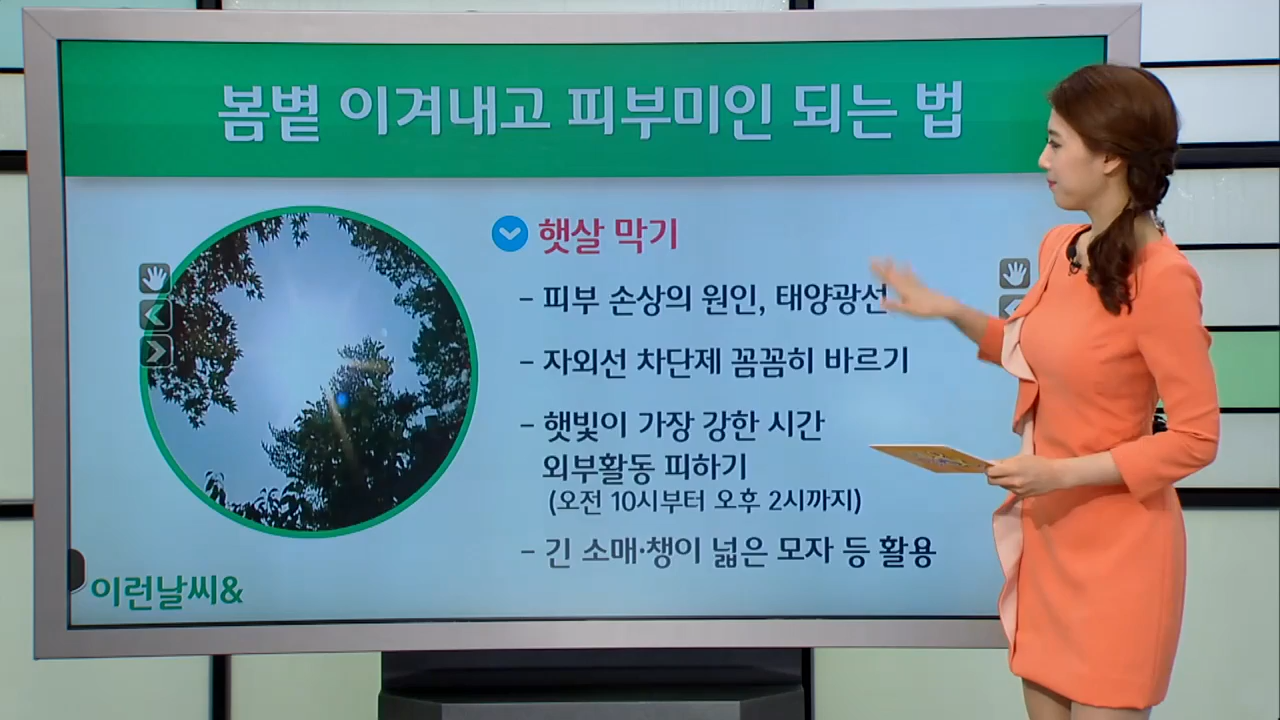 봄볕 이겨내고 피부미인 되는 법
햇살 막기
- 피부 손상의 원인, 태양광선
- 자외선 차단제 꼼꼼히 바르기
- 햇빛이 가장 강한 시간
외부활동 피하기
(오전 10시부터 오후 2시까지)
- 긴 소매·챙이 넓은 모자 등 활용
이런날씨&